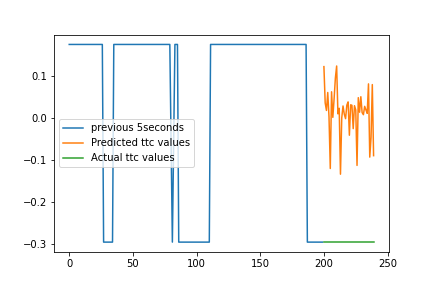 0.1
0.0
−0.1
−0.2
−0.3
previous 5seconds
Predicted ttc values
Actual ttc values
0 50 100 150 200 250